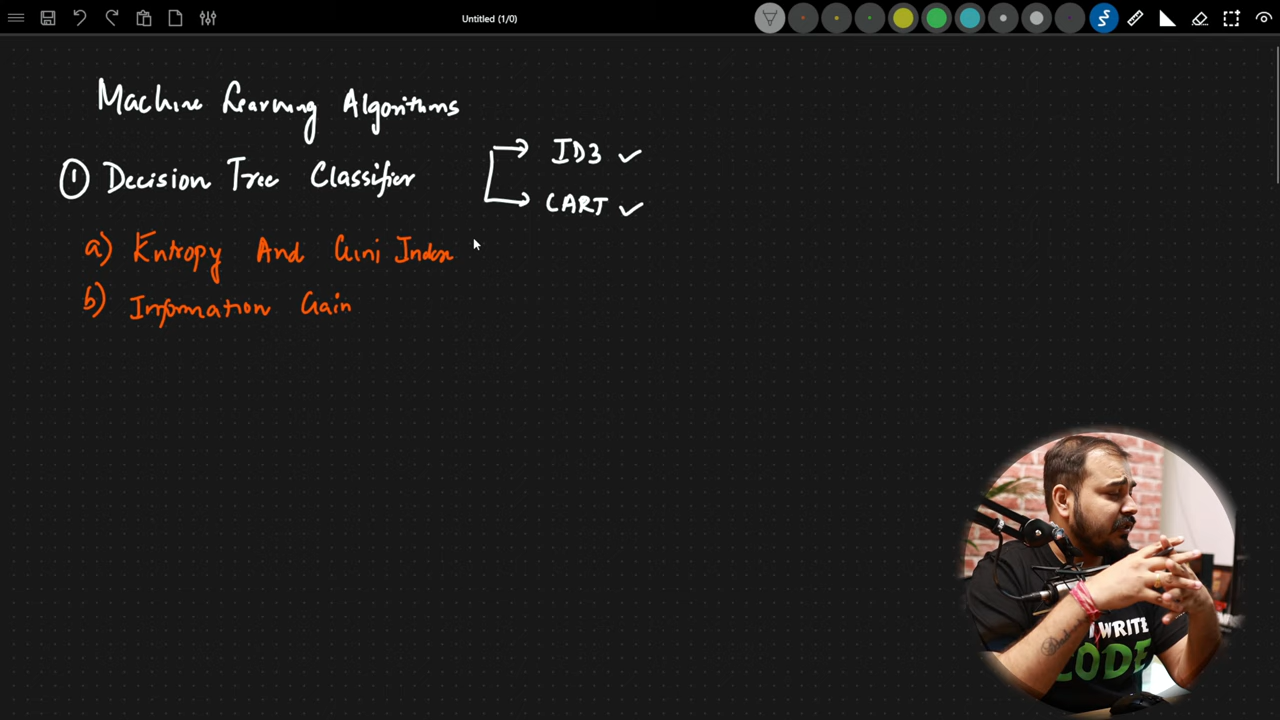 Untitled (1/0)
Machine Learning Algorithms
① Decision Tree Classifier
ID3 ✓
CART ✓
a) Entropy And Gini Index
b) Information Gain
I WRITE
CODE